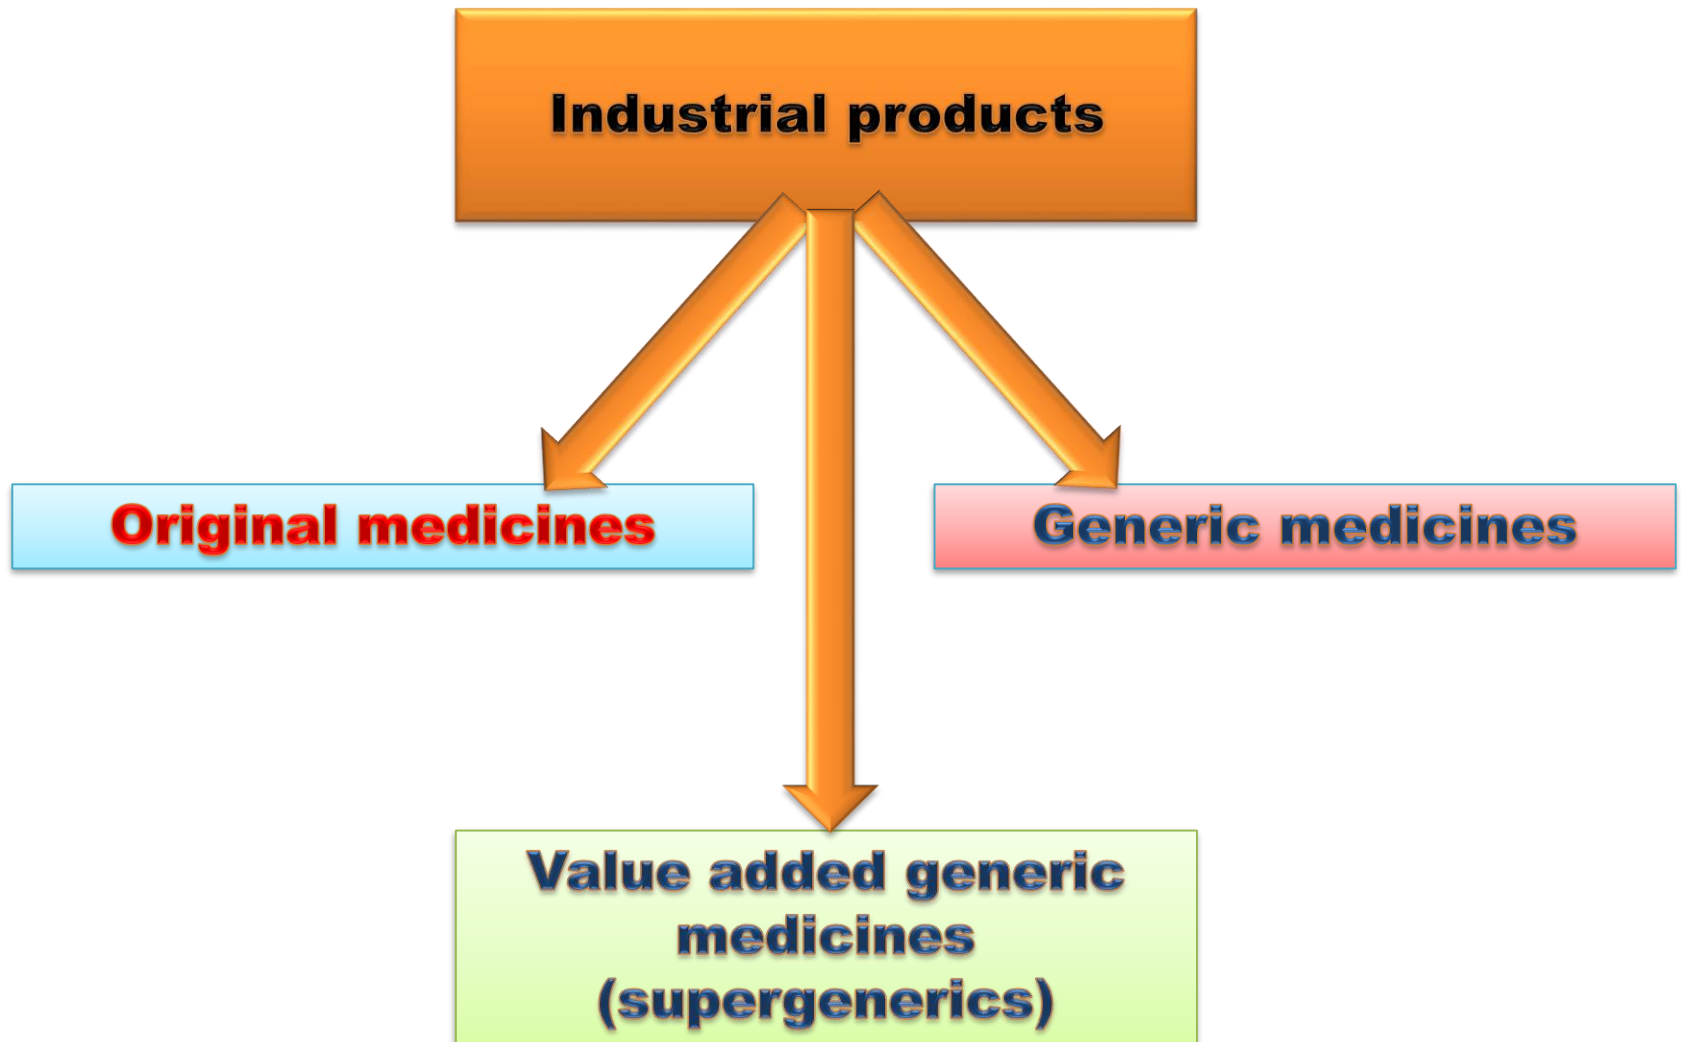 Industrial products
Original medicines
Generic medicines
Value added generic
medicines
(supergenerics)